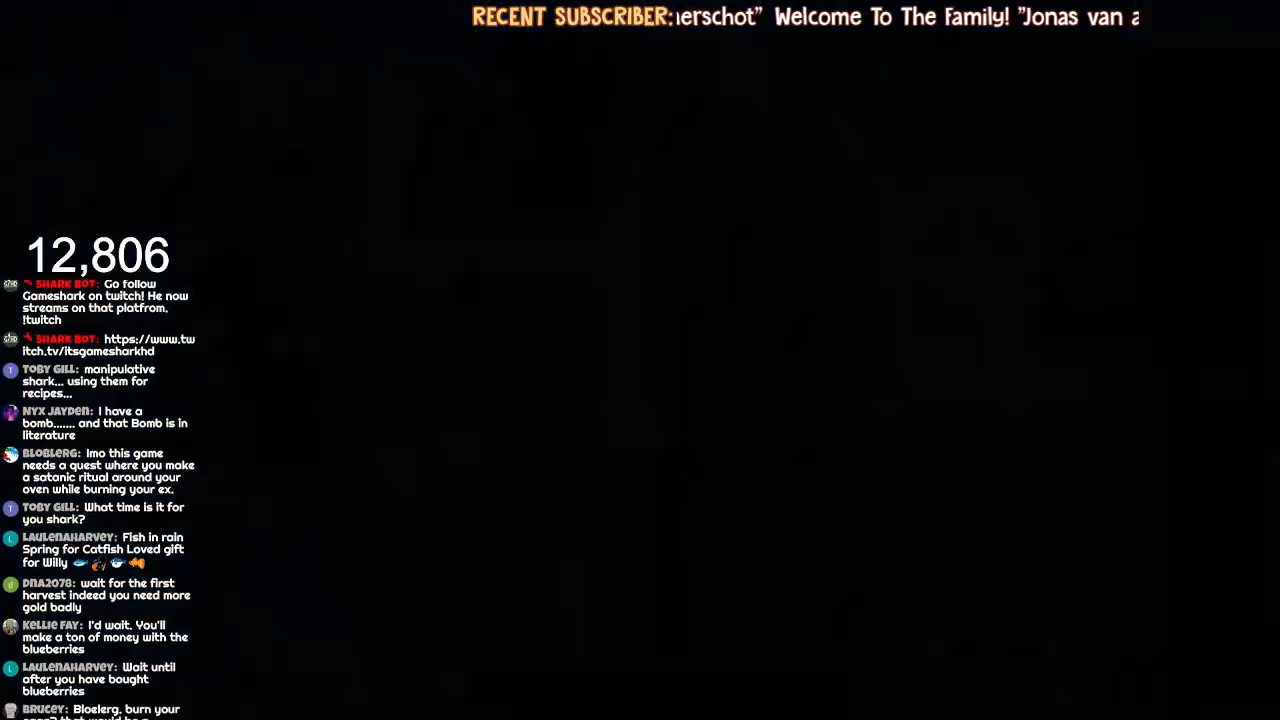 RECENT SUBSCRIBER: ierschot" Welcome To The Family! "Jonas van a
12,806
SHARK BOT: Go follow
Gameshark on twitch! He now
streams on that platfrom.
!twitch
SHARK BOT: https://www.tw
itch.tv/itsgamesharkhd
TOBY GILL: manipulative
shark... using them for
recipes...
NYX JAYDEN: I have a
bomb....... and that Bomb is in
literature
BLOBLERG: Imo this game
needs a quest where you make
a satanic ritual around your
oven while burning your ex.
TOBY GILL: What time is it for
you shark?
LAULENAHARVEY: Fish in rain
Spring for Catfish Loved gift
for Willy
DNA2078: wait for the first
harvest indeed you need more
gold badly
KELLIE FAY: I'd wait. You'll
make a ton of money with the
blueberries
LAULENAHARVEY: Wait until
after you have bought
blueberries
BRUCEY: Bloelerg, burn your